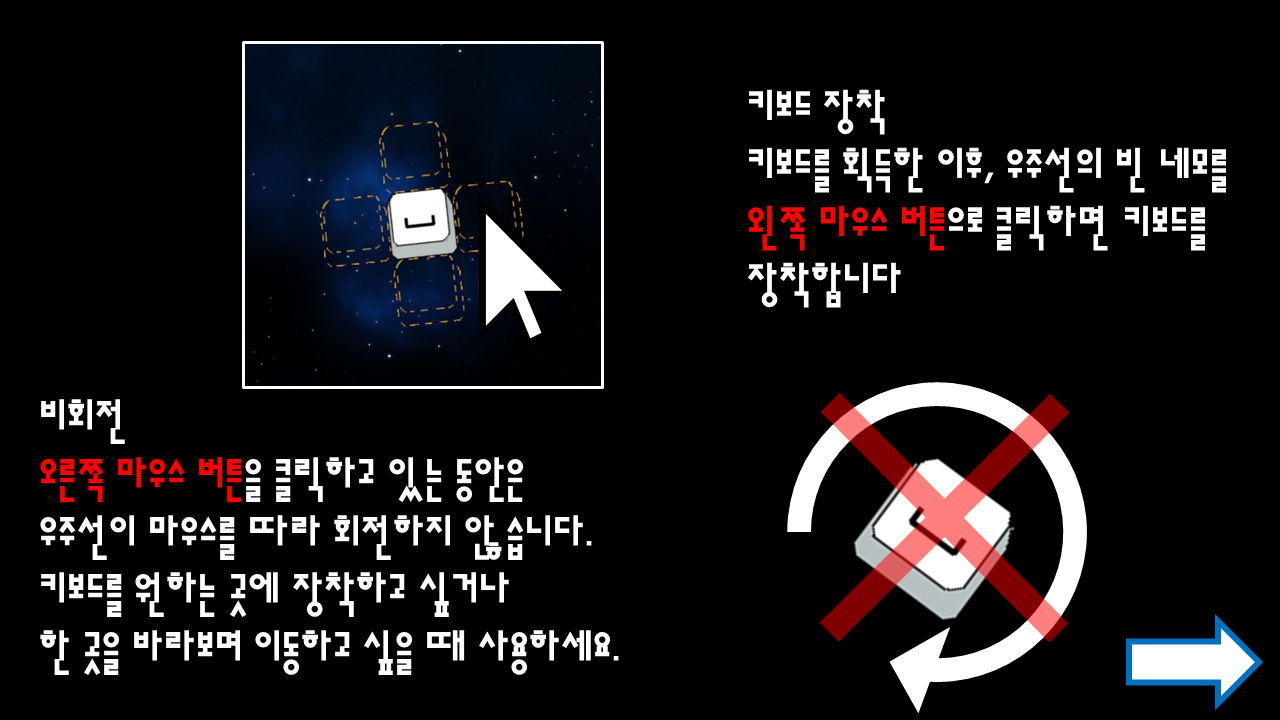 키보드 장착
키보드를 획득한 이후, 우주선의 빈 네모를
왼쪽 마우스 버튼으로 클릭하면 키보드를
장착합니다
비회전
오른쪽 마우스 버튼을 클릭하고 있는 동안은
우주선이 마우스를 따라 회전하지 않습니다.
키보드를 원하는 곳에 장착하고 싶거나
한 곳을 바라보며 이동하고 싶을 때 사용하세요.